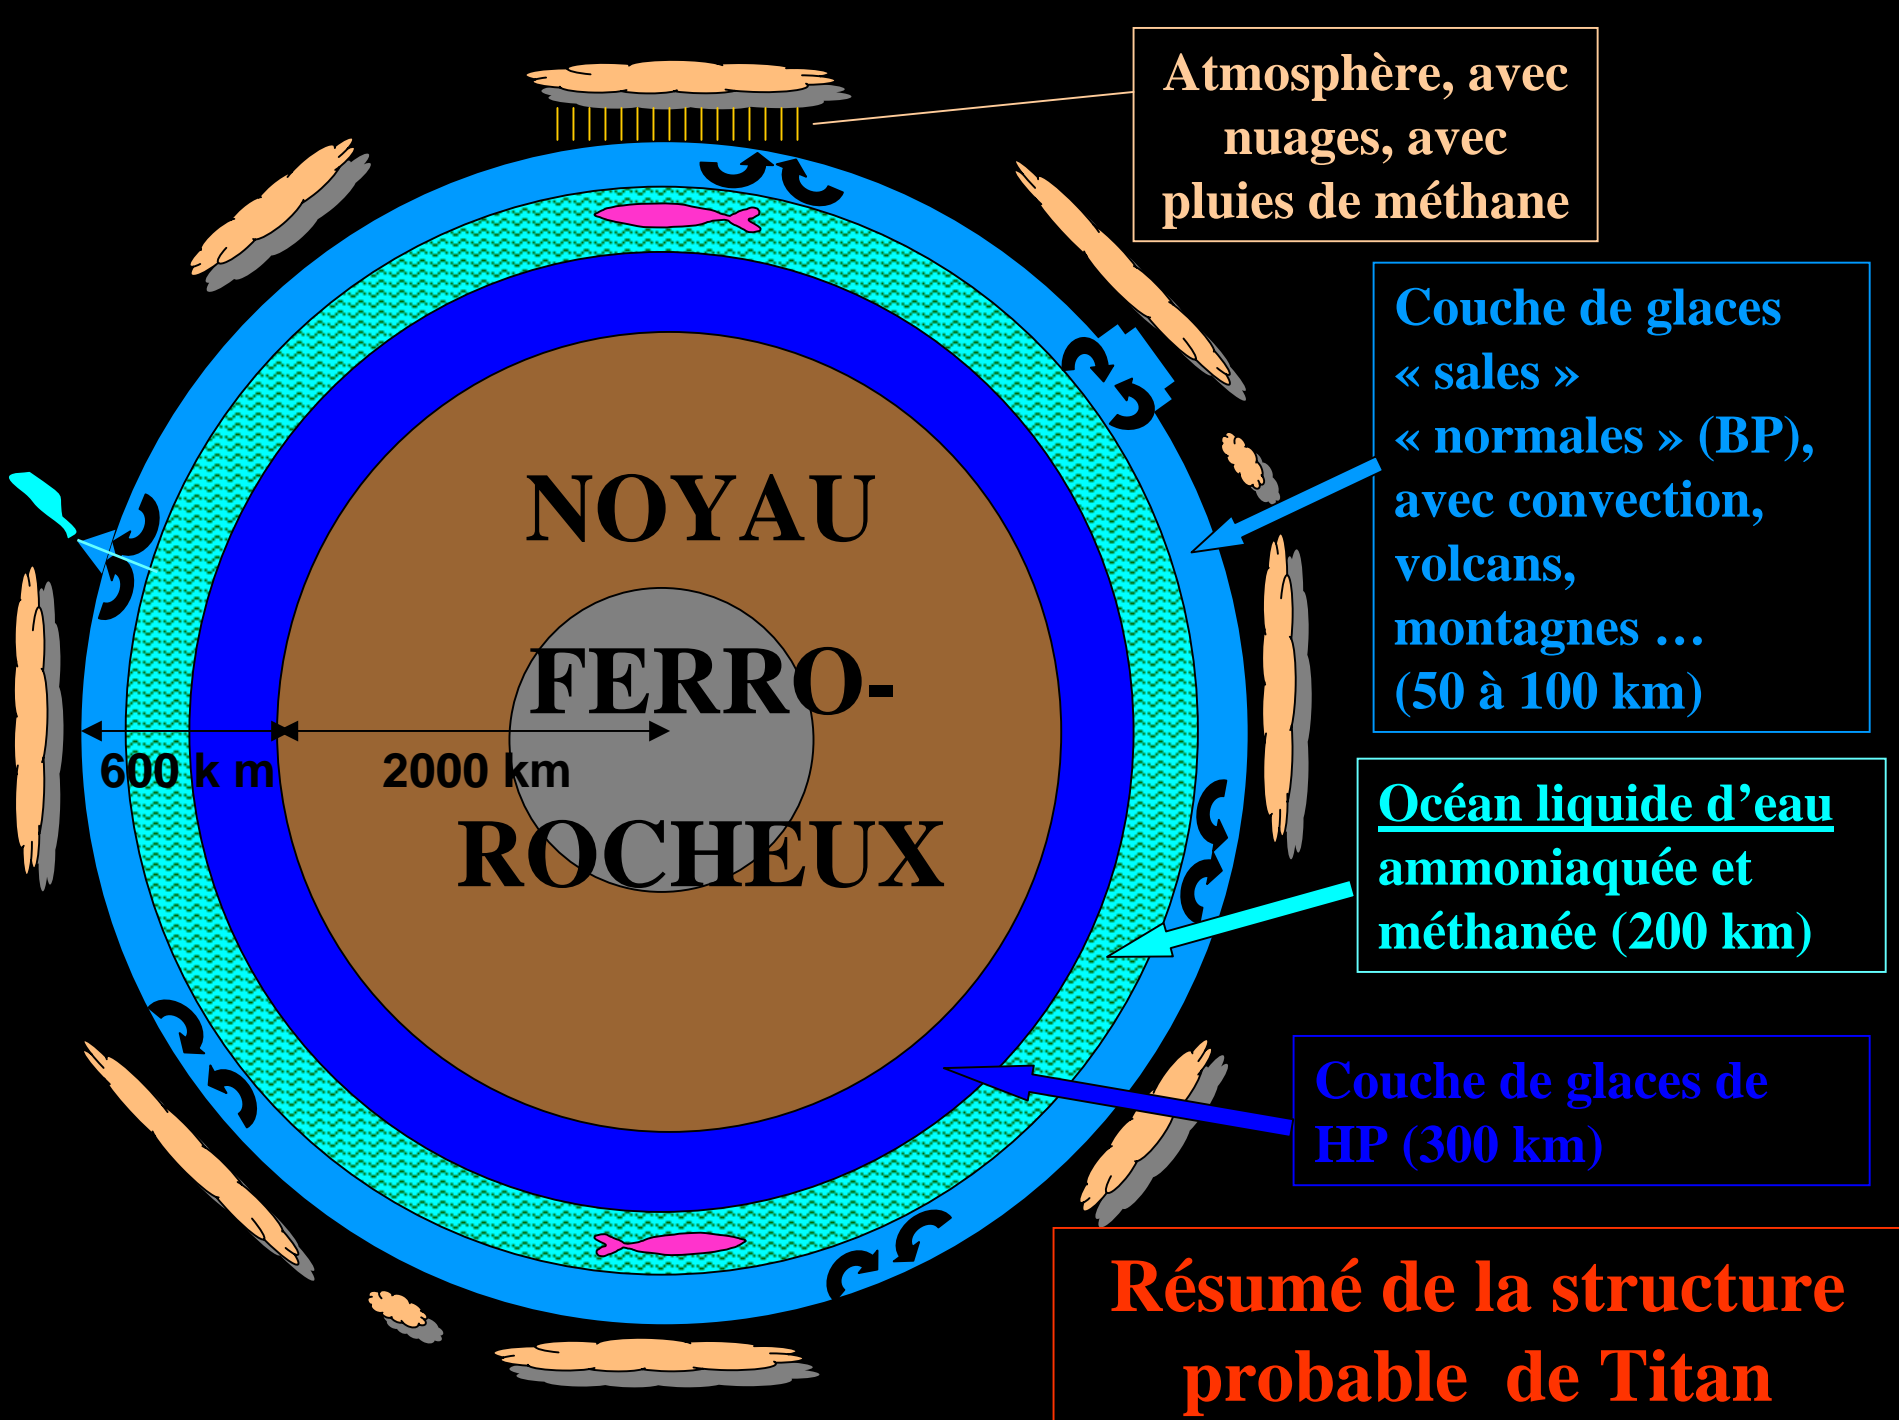 Atmosphère, avec
nuages, avec
pluies de méthane
Couche de glaces
« sales »
« normales » (BP),
avec convection,
volcans,
montagnes …
(50 à 100 km)
NOYAU
FERRO-
ROCHEUX
600 k m
2000 km
Océan liquide d’eau
ammoniaquée et
méthanée (200 km)
Couche de glaces de
HP (300 km)
Résumé de la structure
probable de Titan